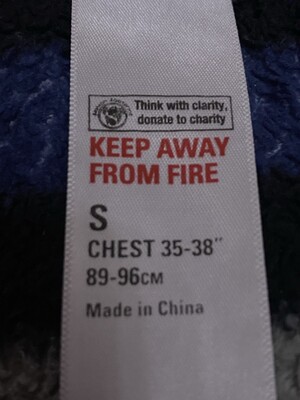 Think with clarity,
donate to charity
KEEP AWAY
FROM FIRE
S
CHEST 35-38"
89-96CM
Made in China